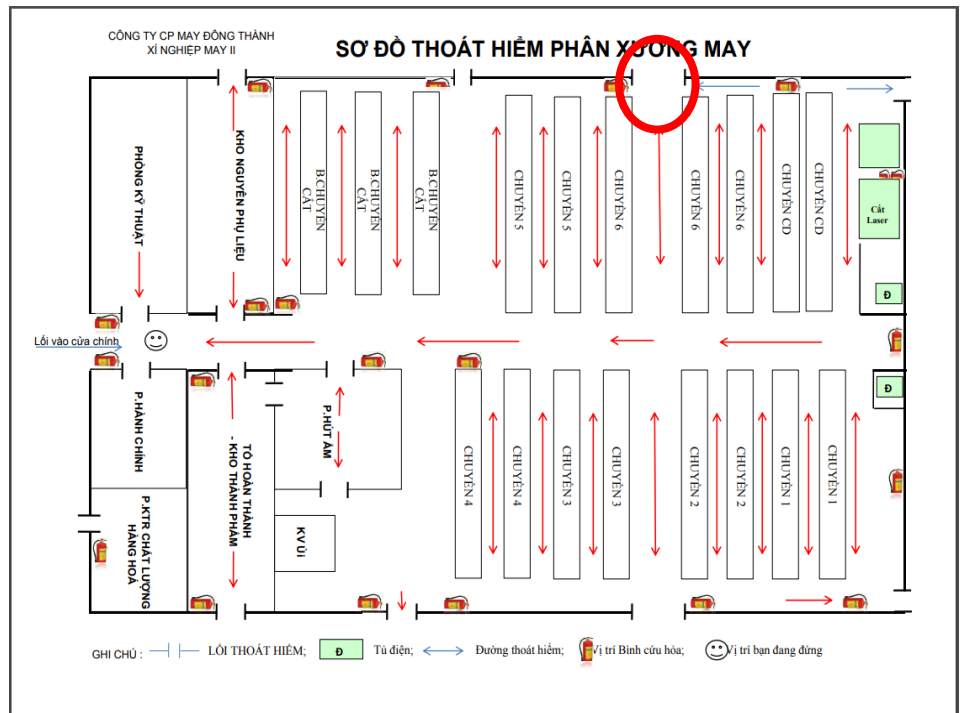 CÔNG TY CP MAY ĐÔNG THÀNH
XÍ NGHIỆP MAY II
SƠ ĐỒ THOÁT HIỂM PHÂN XƯỞNG MAY
PHÒNG KỸ THUẬT
KHO NGUYÊN PHỤ LIỆU
B.CHUYỀN CẮT
B.CHUYỀN CẮT
B.CHUYỀN CẮT
CHUYỀN 5
CHUYỀN 5
CHUYỀN 6
CHUYỀN 6
CHUYỀN 6
CHUYỀN CD
CHUYỀN CD
Cắt
Laser
Đ
Lối vào cửa chính
Đ
P.HÀNH CHÍNH
P.KTR CHẤT LƯỢNG
HÀNG HOÁ
TỔ HOÀN THÀNH
- KHO THÀNH PHẨM
P.HÚT ẨM
KV ỦI
CHUYỀN 4
CHUYỀN 4
CHUYỀN 3
CHUYỀN 3
CHUYỀN 2
CHUYỀN 2
CHUYỀN 1
CHUYỀN 1
GHI CHÚ : LỐI THOÁT HIỂM; Đ Tủ điện; Đường thoát hiểm; Vị trí Bình cứu hỏa; Vị trí bạn đang đứng